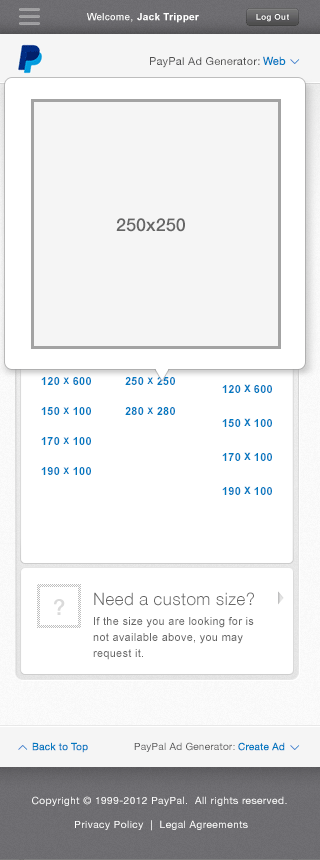 Welcome, Jack Tripper
Log Out
PayPal Ad Generator: Web
250x250
120 x 600
250 x 250
120 x 600
150 x 100
280 x 280
150 x 100
170 x 100
170 x 100
190 x 100
190 x 100
?
Need a custom size?
If the size you are looking for is
not available above, you may
request it.
Back to Top
PayPal Ad Generator: Create Ad
Copyright © 1999-2012 PayPal. All rights reserved.
Privacy Policy | Legal Agreements